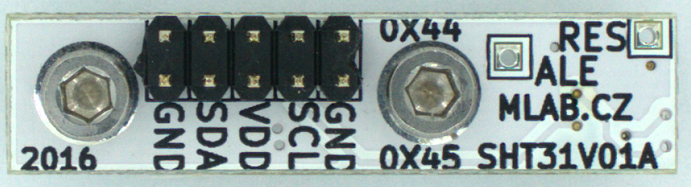 0X44
RES
ALE
MLAB.CZ
GND
SDA
VDD
SCL
GND
2016
0X45
SHT31V01A